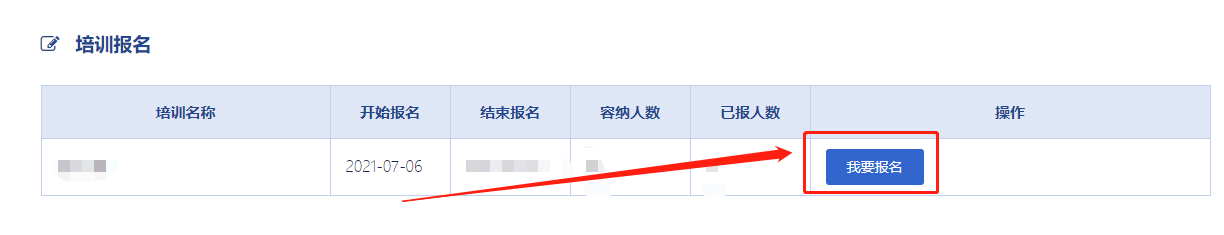 培训报名
培训名称 开始报名 结束报名 容纳人数 已报人数 操作
2021-07-06 我要报名